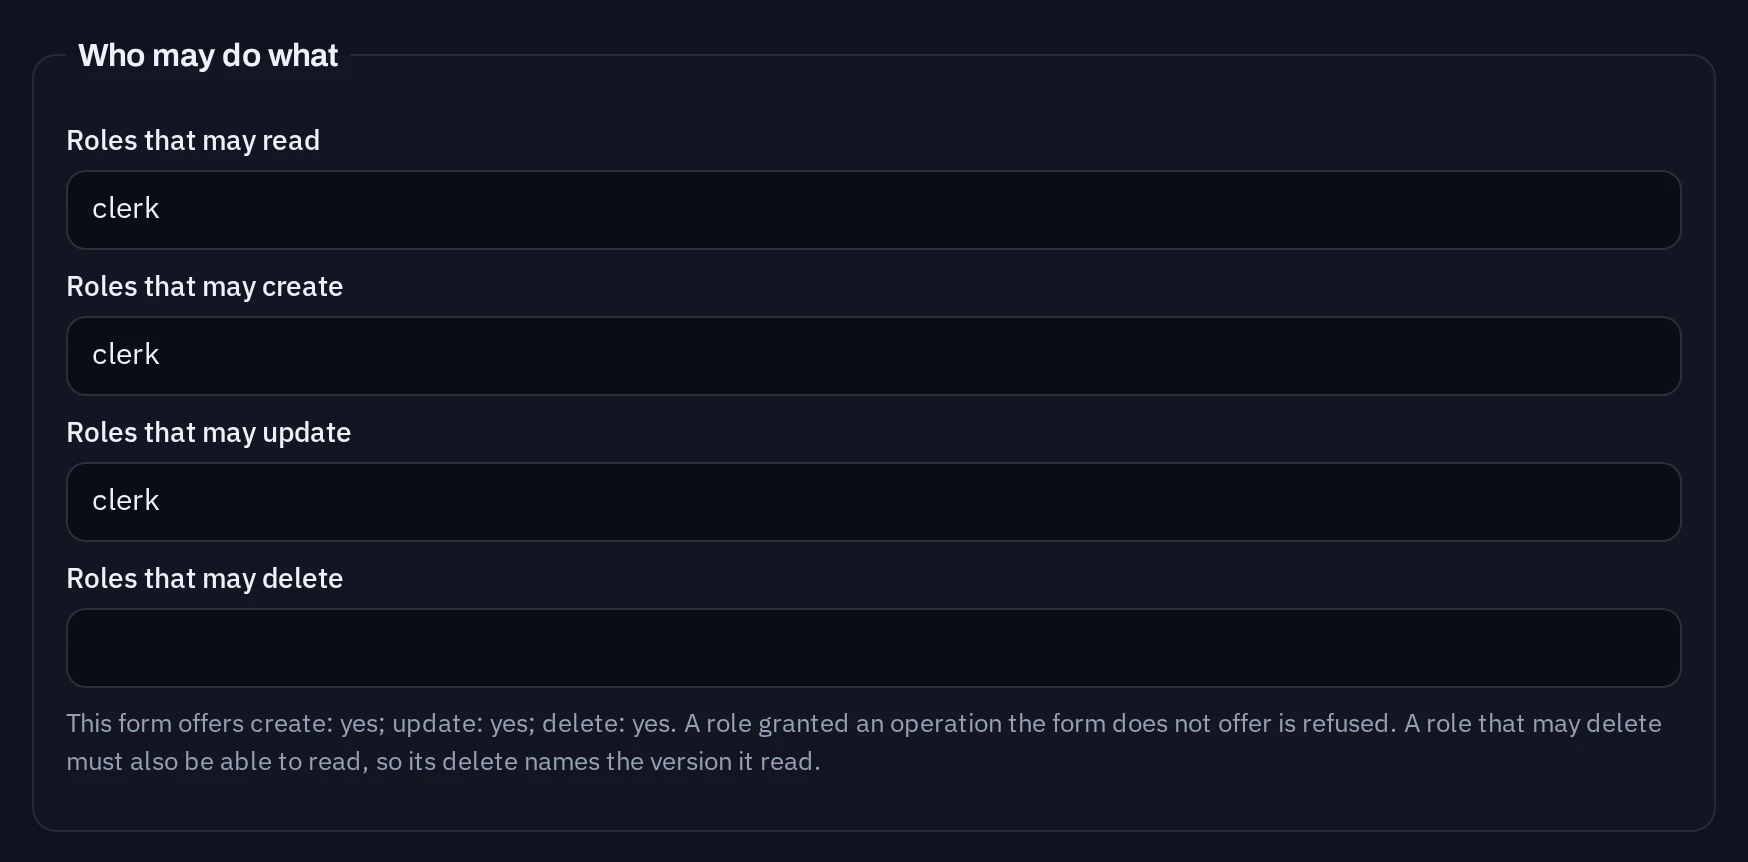 Who may do what
Roles that may read
clerk
Roles that may create
clerk
Roles that may update
clerk
Roles that may delete
This form offers create: yes; update: yes; delete: yes. A role granted an operation the form does not offer is refused. A role that may delete
must also be able to read, so its delete names the version it read.